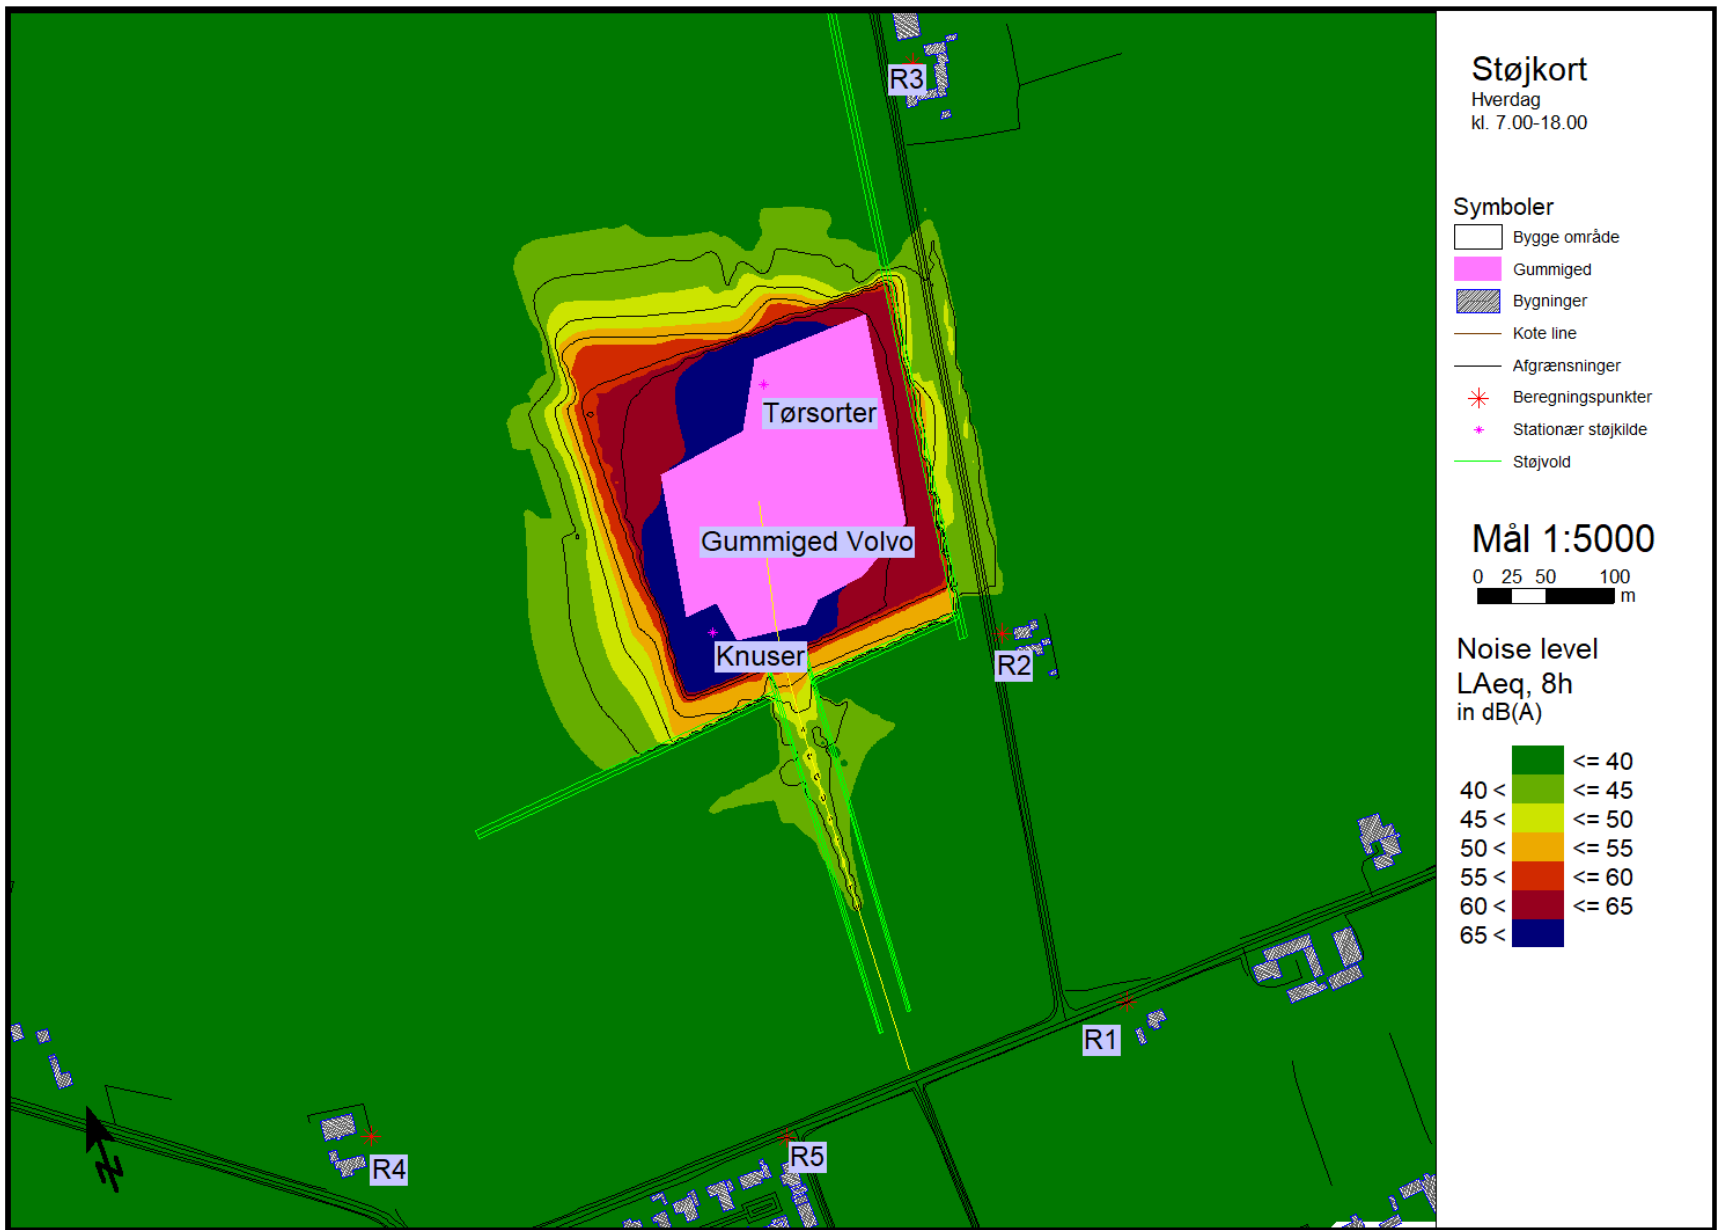 R3
Tørsorter
Gummiged Volvo
Knuser
R2
R1
R4
R5
N
Støjkort
Hverdag
kl. 7.00-18.00
Symboler
Bygge område
Gummiged
Bygninger
Kote line
Afgrænsninger
Beregningspunkter
Stationær støjkilde
Støjvold
Mål 1:5000
0 25 50 100
m
Noise level
LAeq, 8h
in dB(A)
<= 40
40 < <= 45
45 < <= 50
50 < <= 55
55 < <= 60
60 < <= 65
65 <